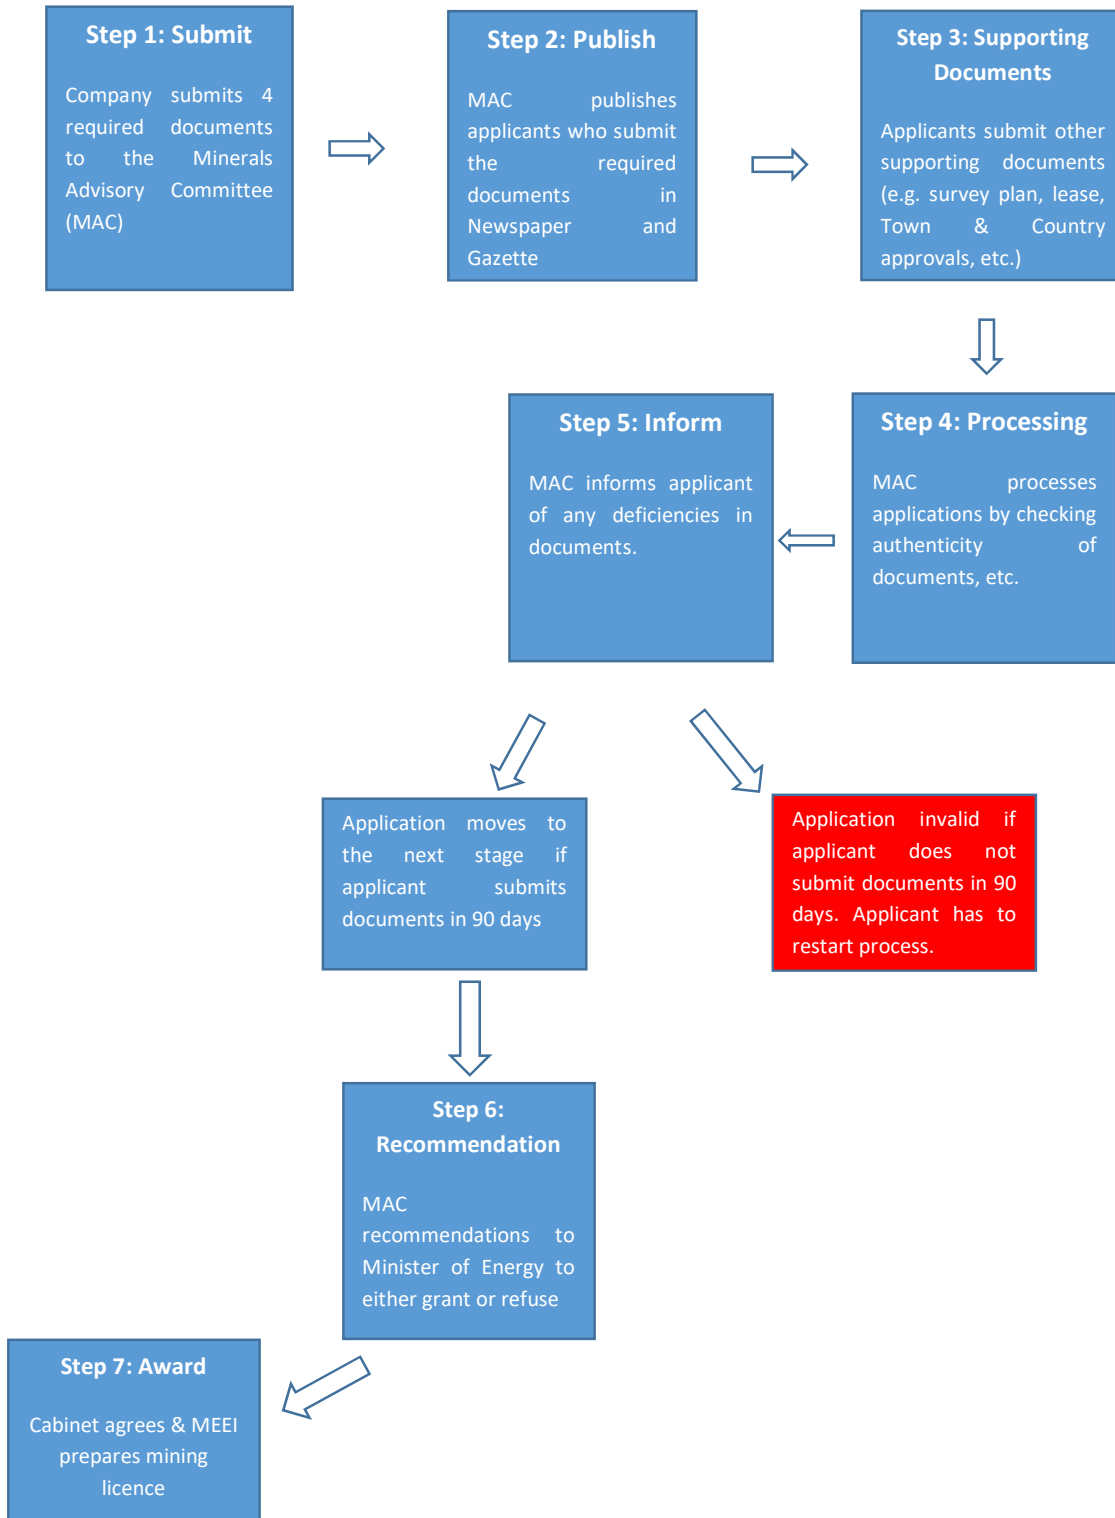 Step 1: Submit
Company submits 4
required documents
to the Minerals
Advisory Committee
(MAC)
Step 2: Publish
MAC publishes
applicants who submit
the required
documents in
Newspaper and
Gazette
Step 3: Supporting
Documents
Applicants submit other
supporting documents
(e.g. survey plan, lease,
Town & Country
approvals, etc.)
Step 4: Processing
MAC processes
applications by checking
authenticity of
documents, etc.
Step 5: Inform
MAC informs applicant
of any deficiencies in
documents.
Application moves to
the next stage if
applicant submits
documents in 90 days
Application invalid if
applicant does not
submit documents in 90
days. Applicant has to
restart process.
Step 6:
Recommendation
MAC
recommendations to
Minister of Energy to
either grant or refuse
Step 7: Award
Cabinet agrees & MEEI
prepares mining
licence